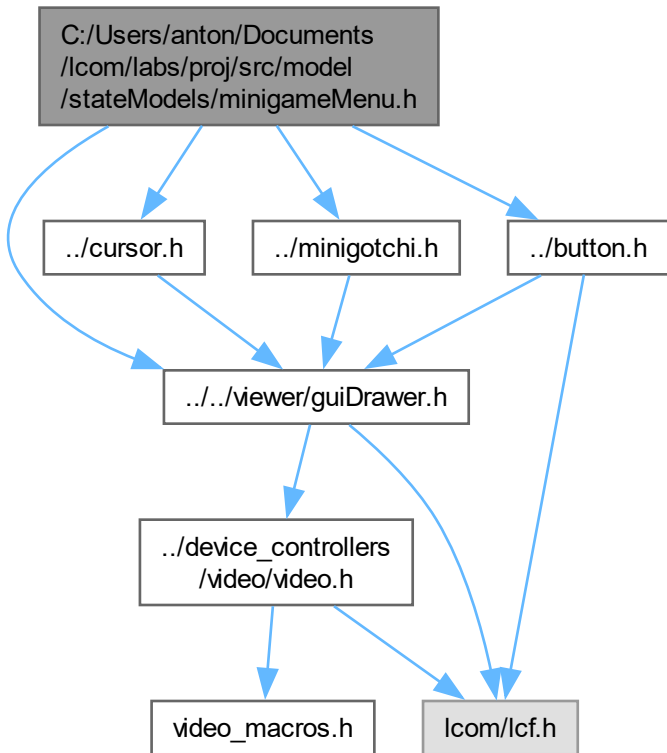 C:/Users/anton/Documents
/lcom/labs/proj/src/model
/stateModels/minigameMenu.h
../cursor.h
../minigotchi.h
../button.h
../../viewer/guiDrawer.h
../device_controllers
/video/video.h
video_macros.h
lcom/lcf.h